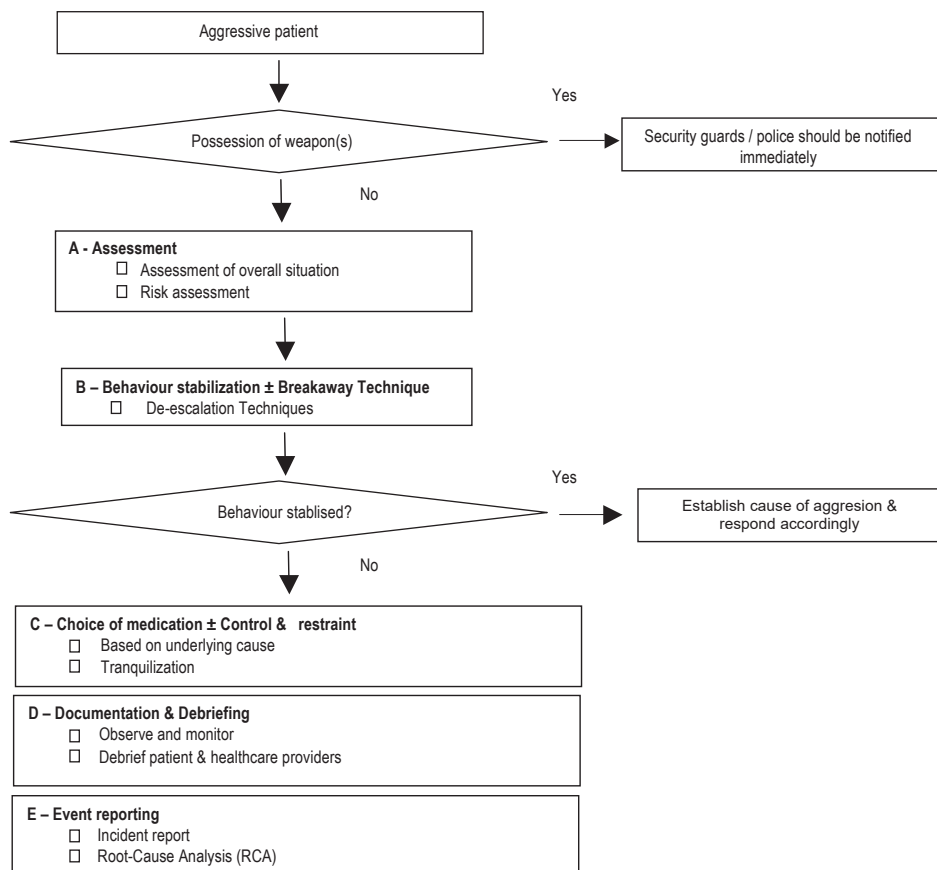 Aggressive patient
Yes
Possession of weapon(s)
Security guards / police should be notified
immediately
No
A - Assessment
☐ Assessment of overall situation
☐ Risk assessment
B – Behaviour stabilization ± Breakaway Technique
☐ De-escalation Techniques
Yes
Behaviour stablised?
Establish cause of aggresion &
respond accordingly
No
C – Choice of medication ± Control & restraint
☐ Based on underlying cause
☐ Tranquilization
D – Documentation & Debriefing
☐ Observe and monitor
☐ Debrief patient & healthcare providers
E – Event reporting
☐ Incident report
☐ Root-Cause Analysis (RCA)